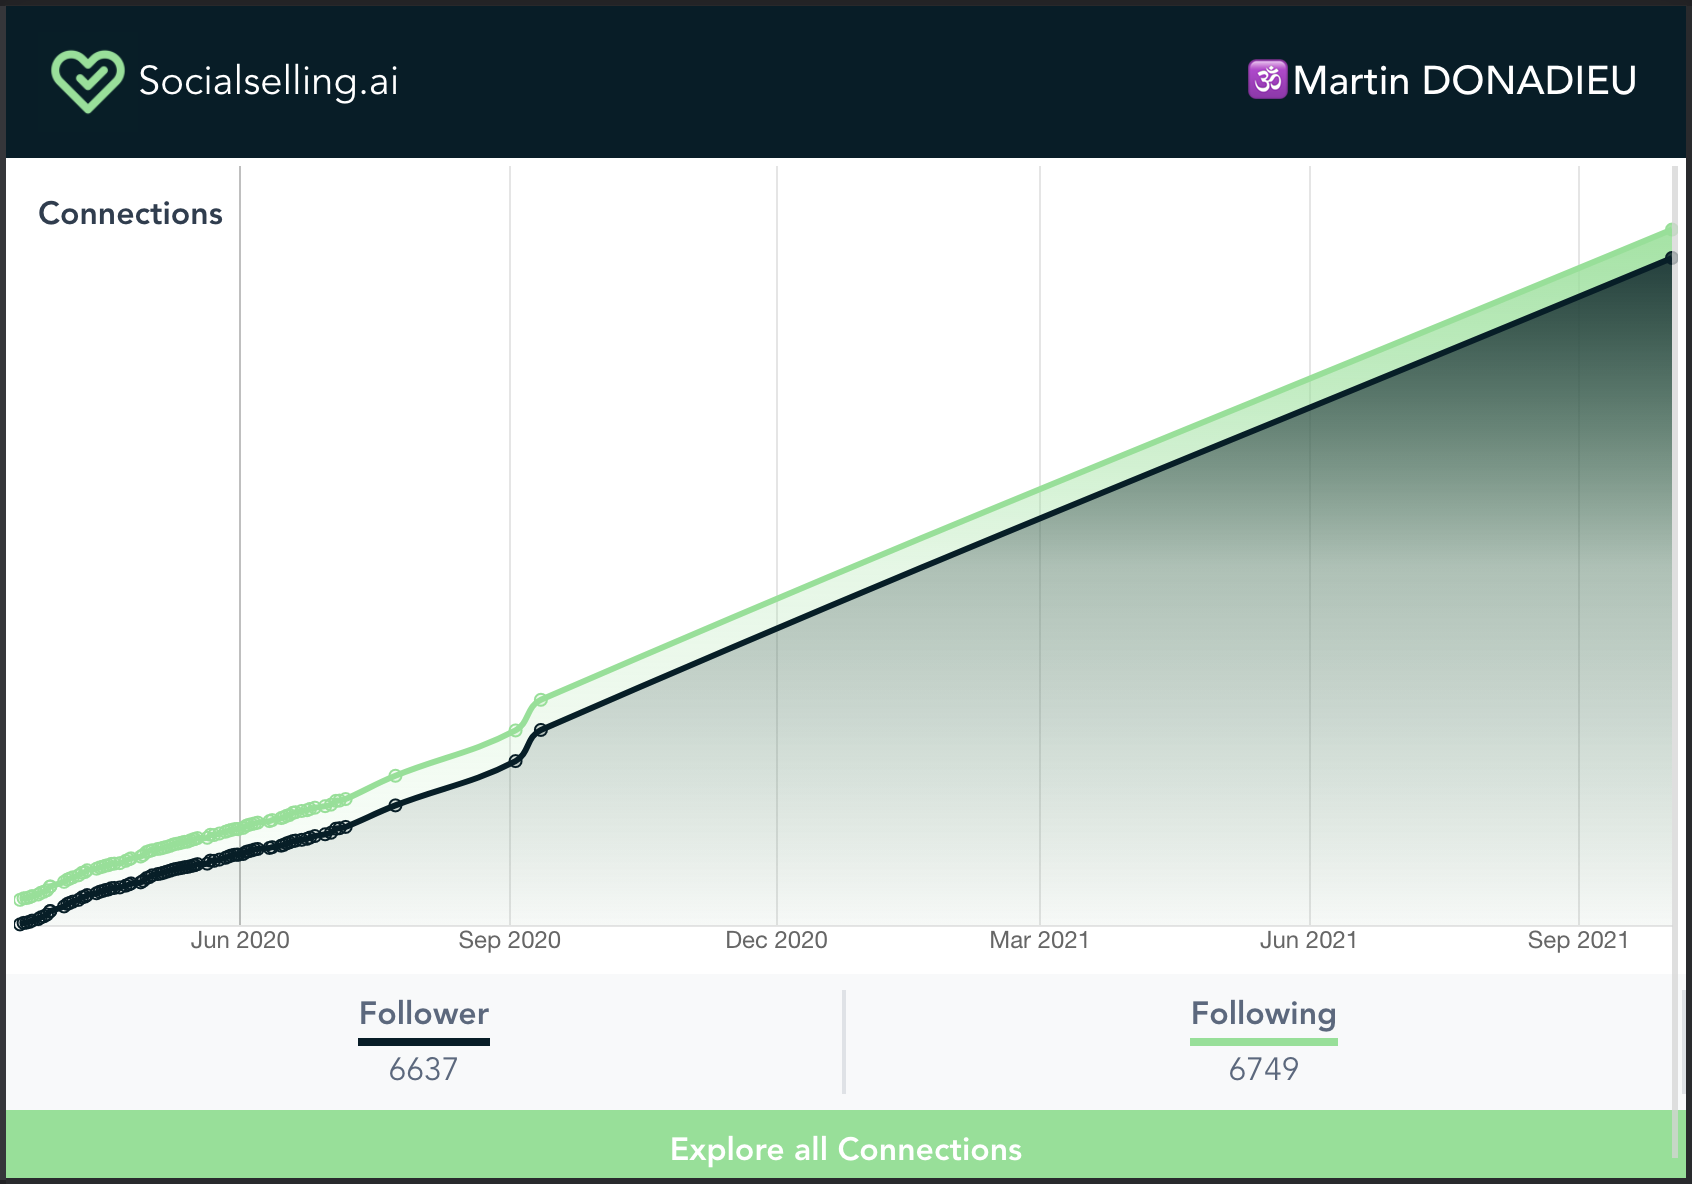 Socialselling.ai
🕉Martin DONADIEU
Connections
Jun 2020
Sep 2020
Dec 2020
Mar 2021
Jun 2021
Sep 2021
Follower
6637
Following
6749
Explore all Connections